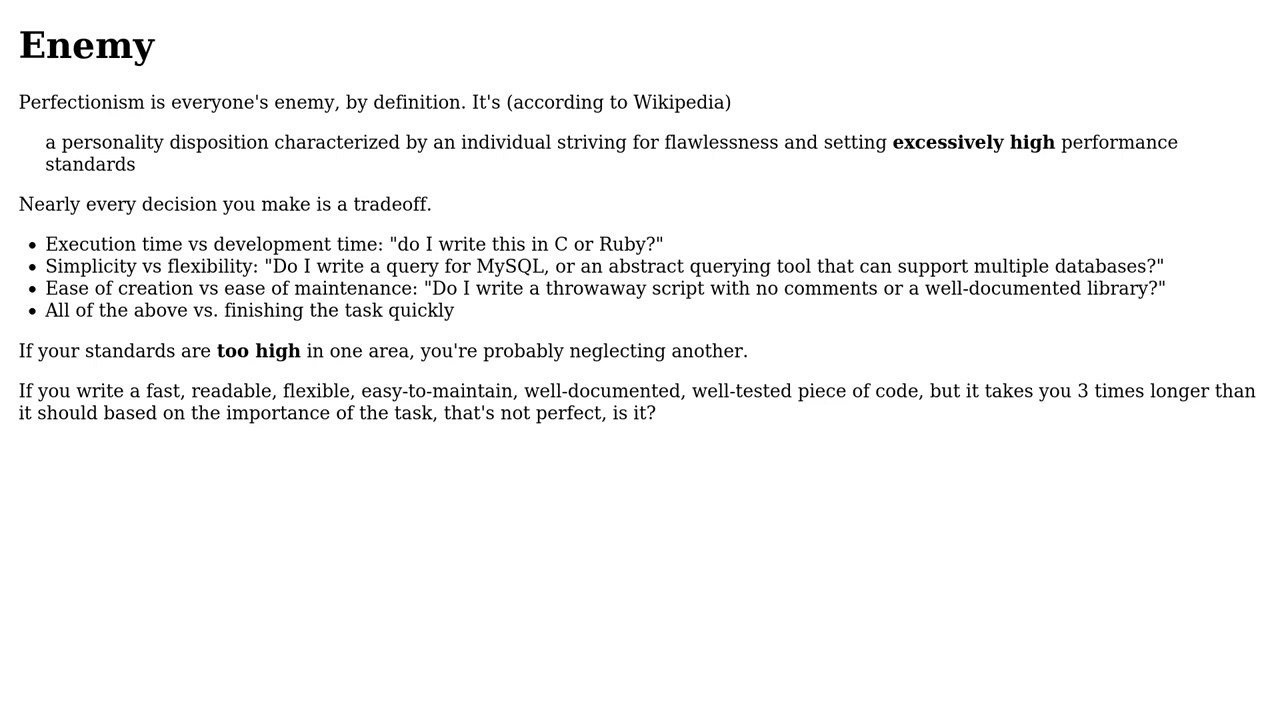 Enemy
Perfectionism is everyone's enemy, by definition. It's (according to Wikipedia)
a personality disposition characterized by an individual striving for flawlessness and setting excessively high performance
standards
Nearly every decision you make is a tradeoff.
• Execution time vs development time: "do I write this in C or Ruby?"
• Simplicity vs flexibility: "Do I write a query for MySQL, or an abstract querying tool that can support multiple databases?"
• Ease of creation vs ease of maintenance: "Do I write a throwaway script with no comments or a well-documented library?"
• All of the above vs. finishing the task quickly
If your standards are too high in one area, you're probably neglecting another.
If you write a fast, readable, flexible, easy-to-maintain, well-documented, well-tested piece of code, but it takes you 3 times longer than
it should based on the importance of the task, that's not perfect, is it?